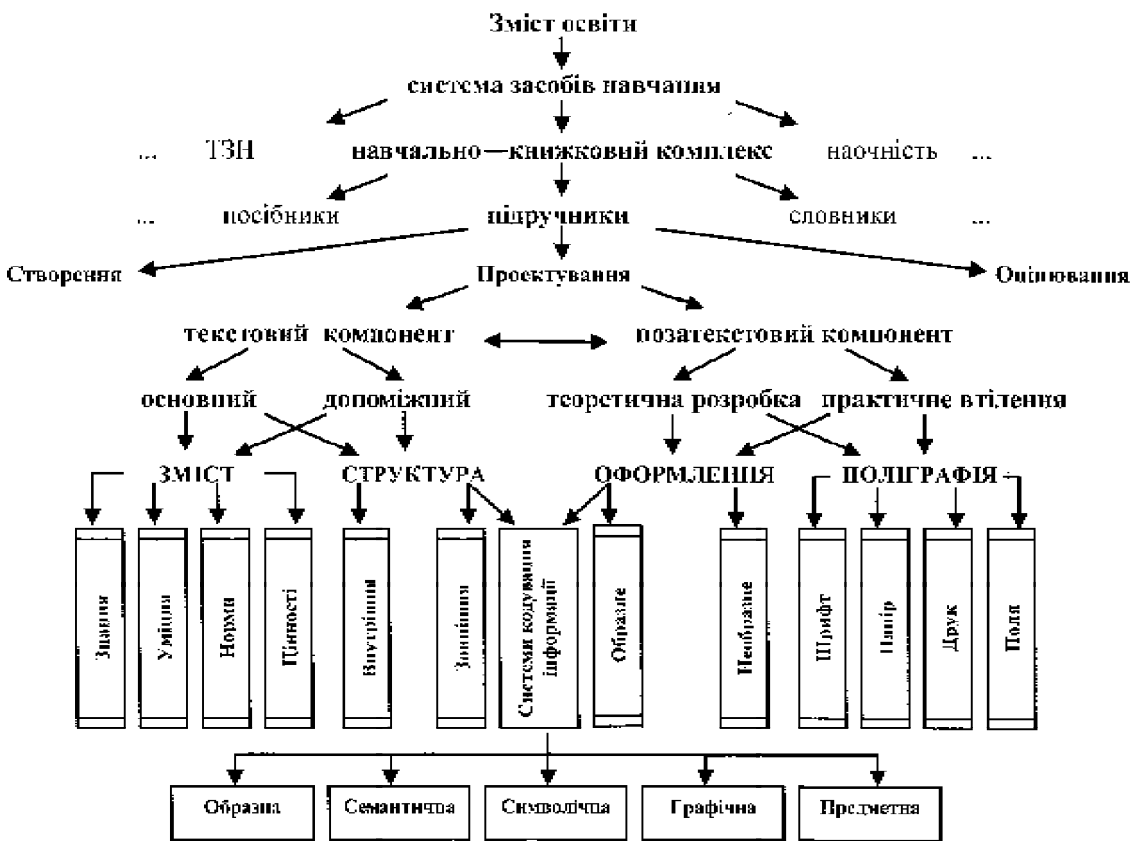 Зміст освіти
система засобів навчання
... ТЗН навчально—книжковий комплекс наочність ...
... посібники підручники словники ...
Створення Проектування Оцінювання
текстовий компонент позатекстовий компонент
основний допоміжний теоретична розробка практичне втілення
ЗМІСТ СТРУКТУРА ОФОРМЛЕННЯ ПОЛІГРАФІЯ
Знання
Уміння
Норми
Цінності
Внутрішня
Зовнішня
Системи кодування
інформації
Образне
Необразне
Шрифт
Папір
Друк
Поля
Образна Семантична Символічна Графічна Предметна